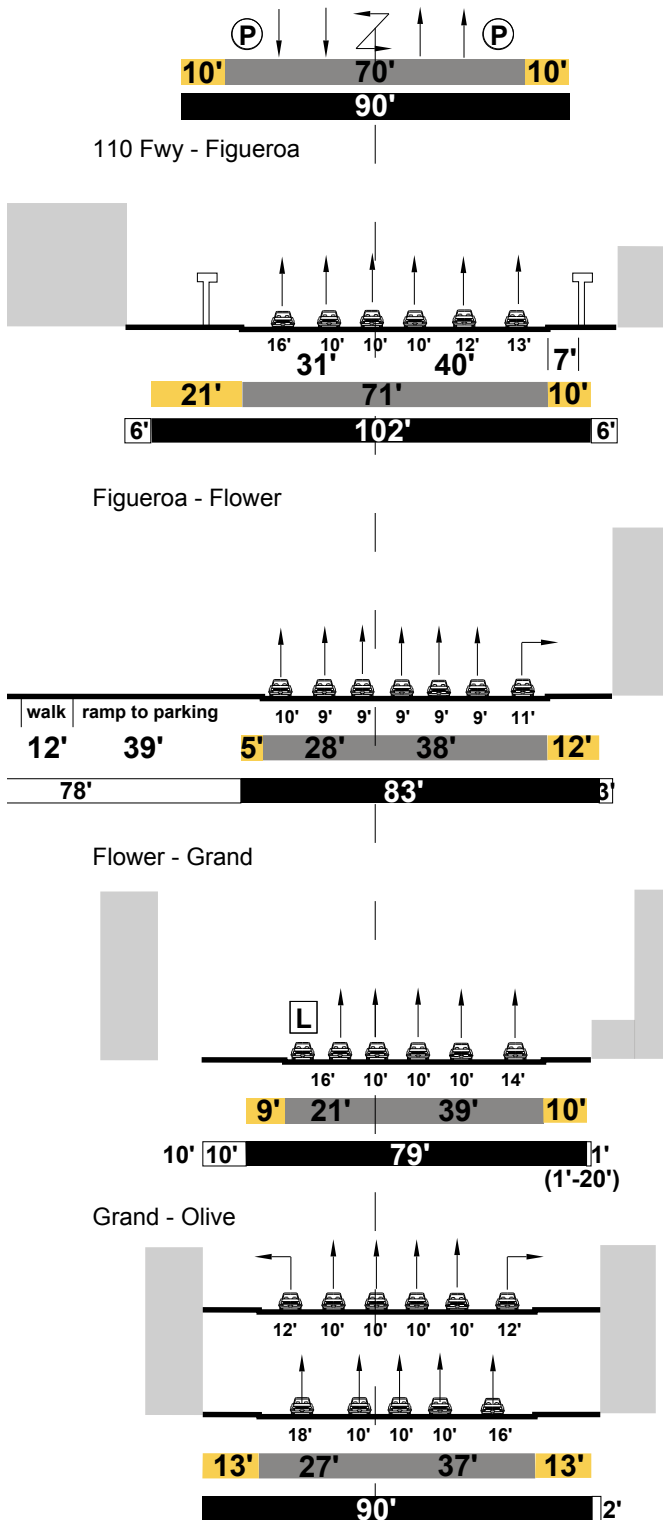 P P
10' 70' 10'
90'
110 Fwy - Figueroa
16' 10' 10' 10' 12' 13'
31' 40' 7'
21' 71' 10'
6' 102' 6'
Figueroa - Flower
10' 9' 9' 9' 9' 9' 11'
walk ramp to parking
12' 39' 5' 28' 38' 12'
78' 83' 3'
Flower - Grand
L
16' 10' 10' 10' 14'
9' 21' 39' 10'
10' 10' 79' 1'
(1'-20')
Grand - Olive
12' 10' 10' 10' 10' 12'
18' 10' 10' 10' 16'
13' 27' 37' 13'
90' 2'